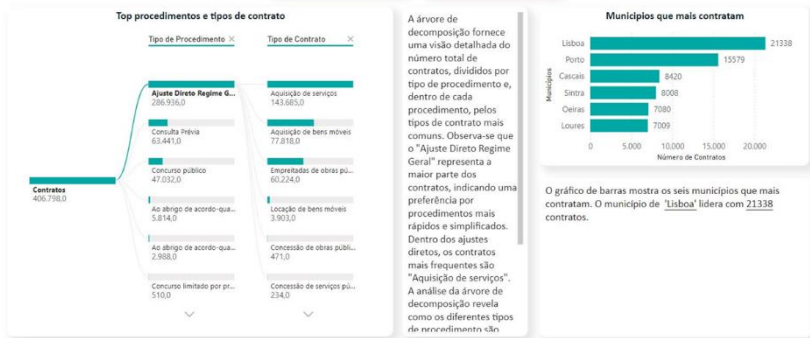 Top procedimentos e tipos de contrato
Tipo de Procedimento ×
Tipo de Contrato ×
Contratos
406.798,0
Ajuste Direto Regime G...
286.936,0
Consulta Prévia
63.441,0
Concurso público
47.032,0
Ao abrigo de acordo-qua...
5.814,0
Ao abrigo de acordo-qua...
2.988,0
Concurso limitado por pr...
510,0
Aquisição de serviços
143.685,0
Aquisição de bens móveis
77.818,0
Empreitadas de obras pú...
60.224,0
Locação de bens móveis
3.903,0
Concessão de obras públi...
471,0
Concessão de serviços pú...
234,0
A árvore de
decomposição fornece
uma visão detalhada do
número total de
contratos, divididos por
tipo de procedimento e,
dentro de cada
procedimento, pelos
tipos de contrato mais
comuns. Observa-se que
o "Ajuste Direto Regime
Geral" representa a
maior parte dos
contratos, indicando uma
preferência por
procedimentos mais
rápidos e simplificados.
Dentro dos ajustes
diretos, os contratos
mais frequentes são
"Aquisição de serviços".
A análise da árvore de
decomposição revela
como os diferentes tipos
de procedimento são
Municipios que mais contratam
Municípios
Lisboa 21338
Porto 15579
Cascais 8420
Sintra 8008
Oeiras 7080
Loures 7009
0 5.000 10.000 15.000 20.000
Número de Contratos
O gráfico de barras mostra os seis municípios que mais
contratam. O município de 'Lisboa' lidera com 21338
contratos.